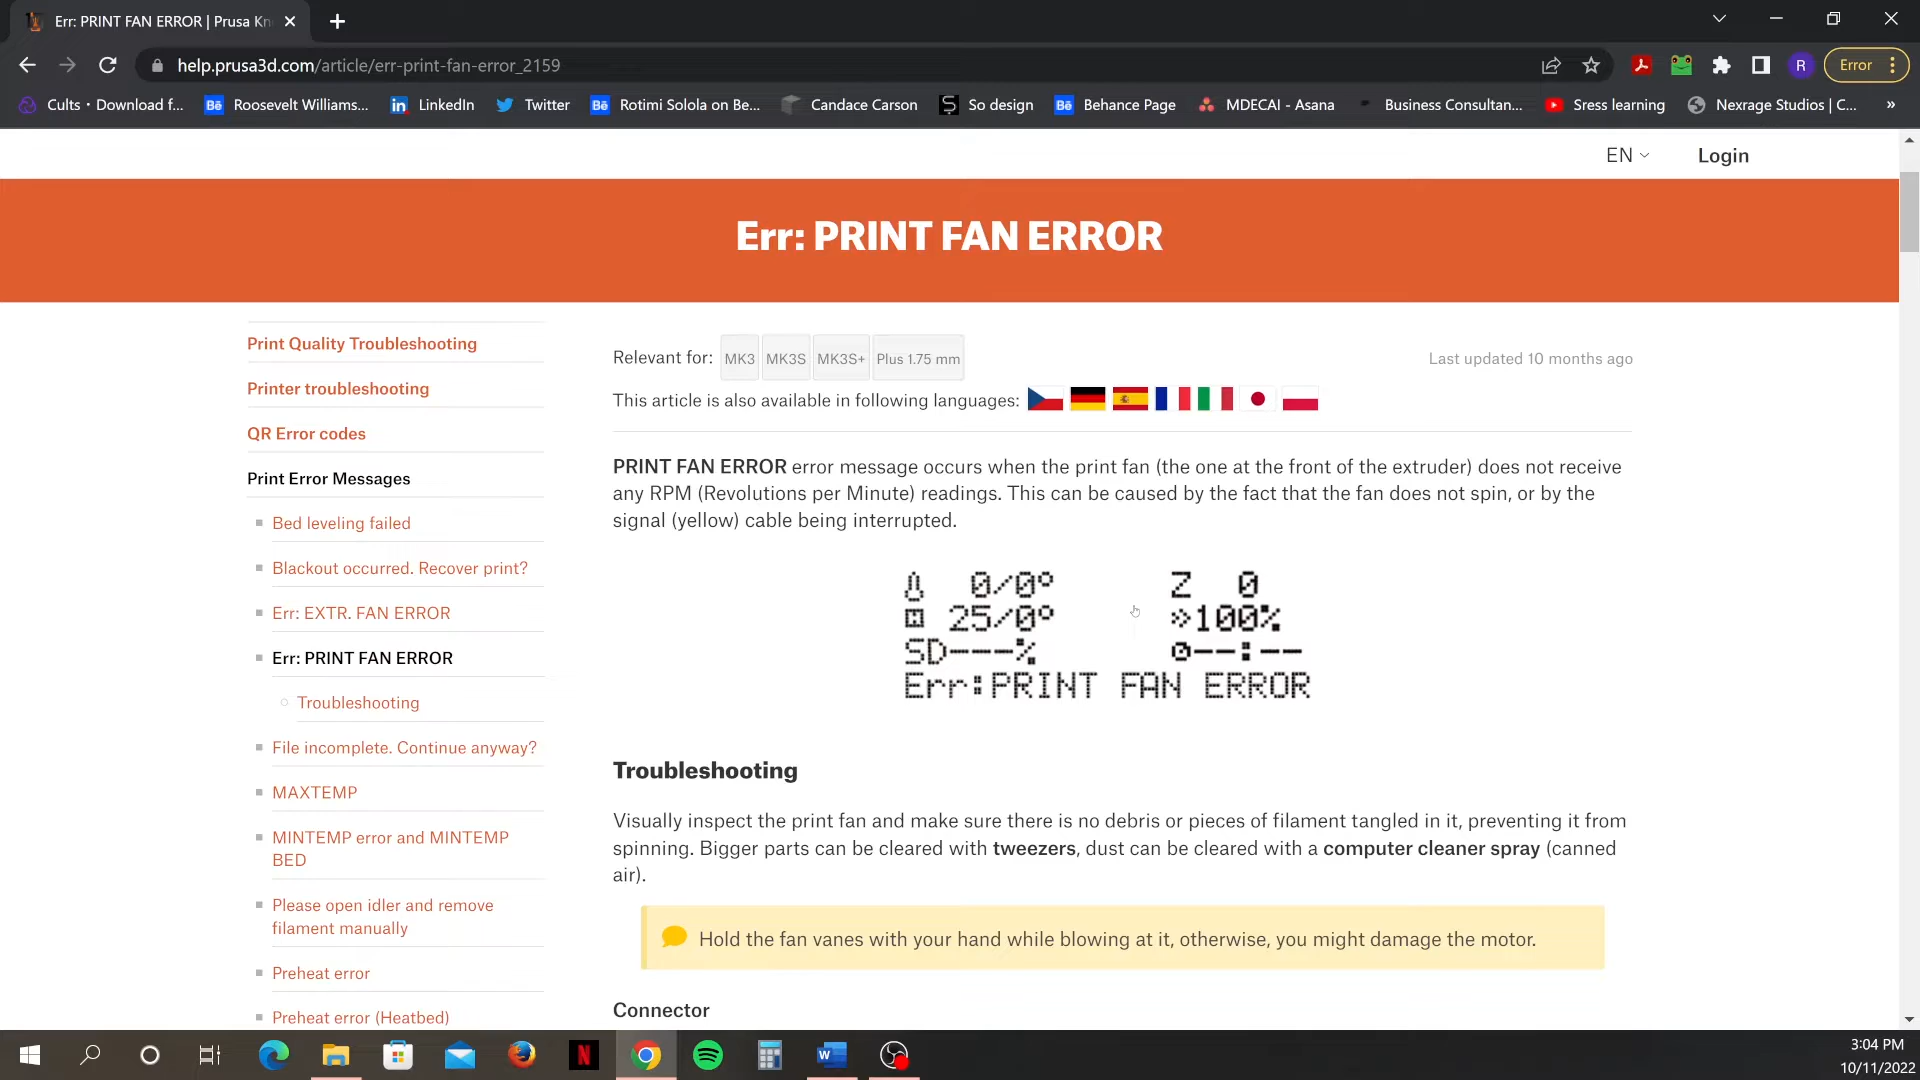 Err: PRINT FAN ERROR | Prusa Kn
help.prusa3d.com/article/err-print-fan-error_2159
R
Error
Cults · Download f...
Roosevelt Williams...
LinkedIn
Twitter
Rotimi Solola on Be...
Candace Carson
So design
Behance Page
MDECAI - Asana
Business Consultan...
Sress learning
Nexrage Studios | C...
»
EN
Login
Err: PRINT FAN ERROR
Print Quality Troubleshooting
Printer troubleshooting
QR Error codes
Print Error Messages
Bed leveling failed
Blackout occurred. Recover print?
Err: EXTR. FAN ERROR
Err: PRINT FAN ERROR
Troubleshooting
File incomplete. Continue anyway?
MAXTEMP
MINTEMP error and MINTEMP
BED
Please open idler and remove
filament manually
Preheat error
Preheat error (Heatbed)
Relevant for: MK3 MK3S MK3S+ Plus 1.75 mm
Last updated 10 months ago
This article is also available in following languages:
PRINT FAN ERROR error message occurs when the print fan (the one at the front of the extruder) does not receive
any RPM (Revolutions per Minute) readings. This can be caused by the fact that the fan does not spin, or by the
signal (yellow) cable being interrupted.
0/0° Z 0
25/0° »100%
SD---% --:--
Err:PRINT FAN ERROR
Troubleshooting
Visually inspect the print fan and make sure there is no debris or pieces of filament tangled in it, preventing it from
spinning. Bigger parts can be cleared with tweezers, dust can be cleared with a computer cleaner spray (canned
air).
Hold the fan vanes with your hand while blowing at it, otherwise, you might damage the motor.
Connector
3:04 PM
10/11/2022